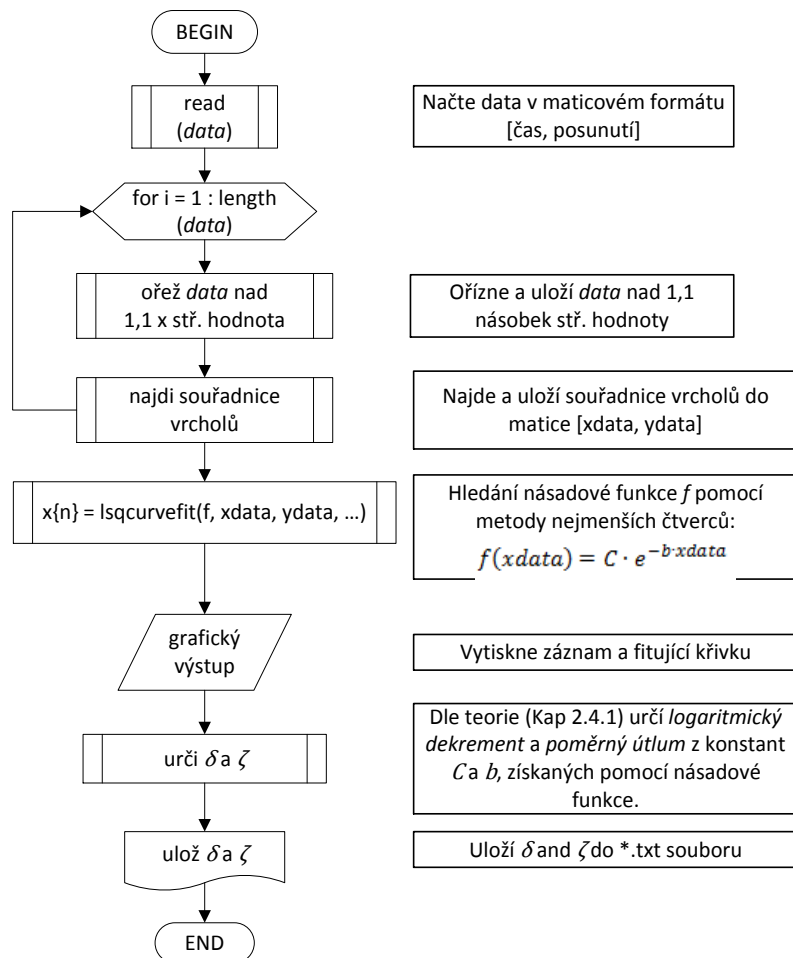 BEGIN
read
(data)
Načte data v maticovém formátu
[čas, posunutí]
for i = 1 : length
(data)
ořež data nad
1,1 x stř. hodnota
Ořízne a uloží data nad 1,1
násobek stř. hodnoty
najdi souřadnice
vrcholů
Najde a uloží souřadnice vrcholů do
matice [xdata, ydata]
x{n} = lsqcurvefit(f, xdata, ydata, ...)
Hledání násadové funkce f pomocí
metody nejmenších čtverců:
f(xdata) = C · e^{-b·xdata}
grafický
výstup
Vytiskne záznam a fitující křivku
urči δ a ζ
Dle teorie (Kap 2.4.1) určí logaritmický
dekrement a poměrný útlum z konstant
C a b, získaných pomocí násadové
funkce.
ulož δ a ζ
Uloží δ and ζ do *.txt souboru
END